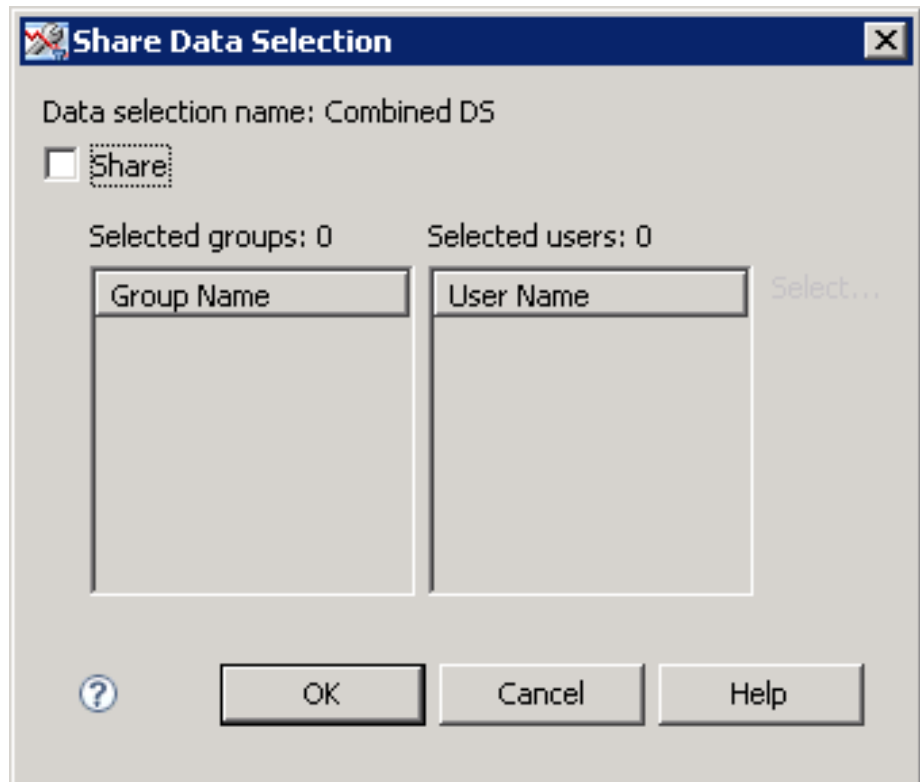 Share Data Selection
Data selection name: Combined DS
Share
Selected groups: 0 Selected users: 0
Group Name User Name Select...
? OK Cancel Help